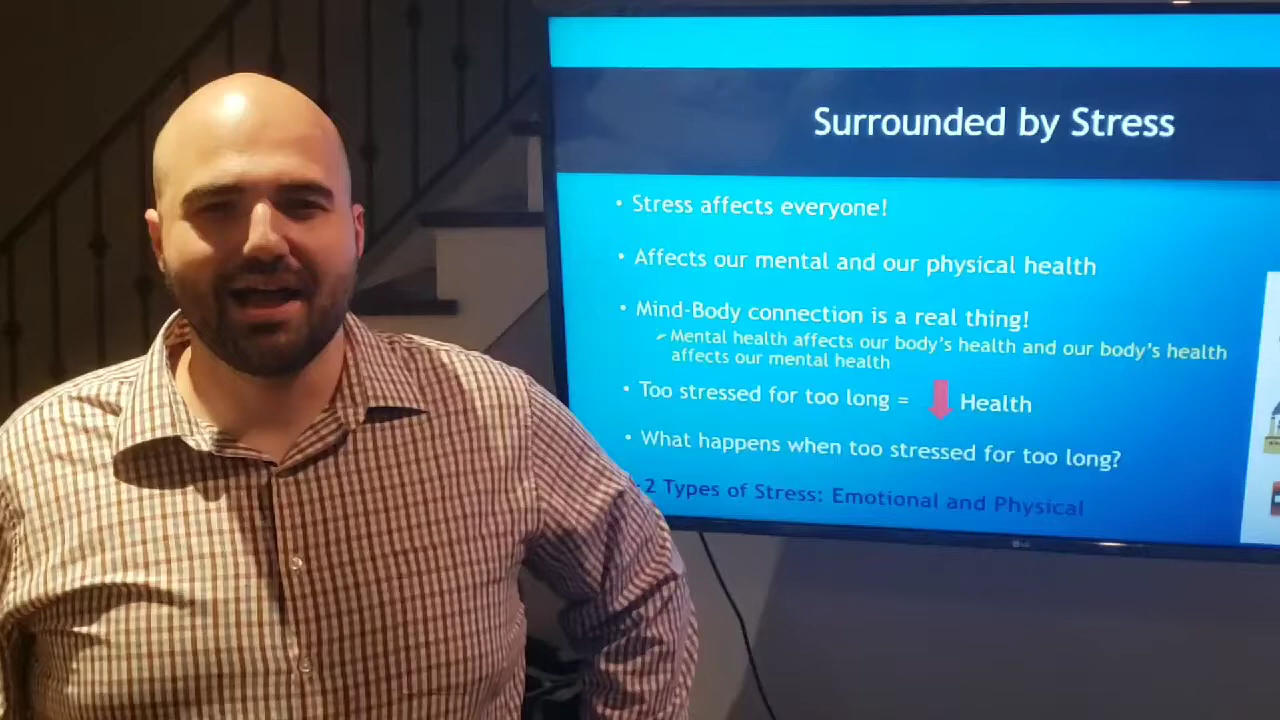 Surrounded by Stress
• Stress affects everyone!
• Affects our mental and our physical health
• Mind-Body connection is a real thing!
➢ Mental health affects our body's health and our body's health
affects our mental health
• Too stressed for too long = Health
• What happens when too stressed for too long?
2 Types of Stress: Emotional and Physical
LG